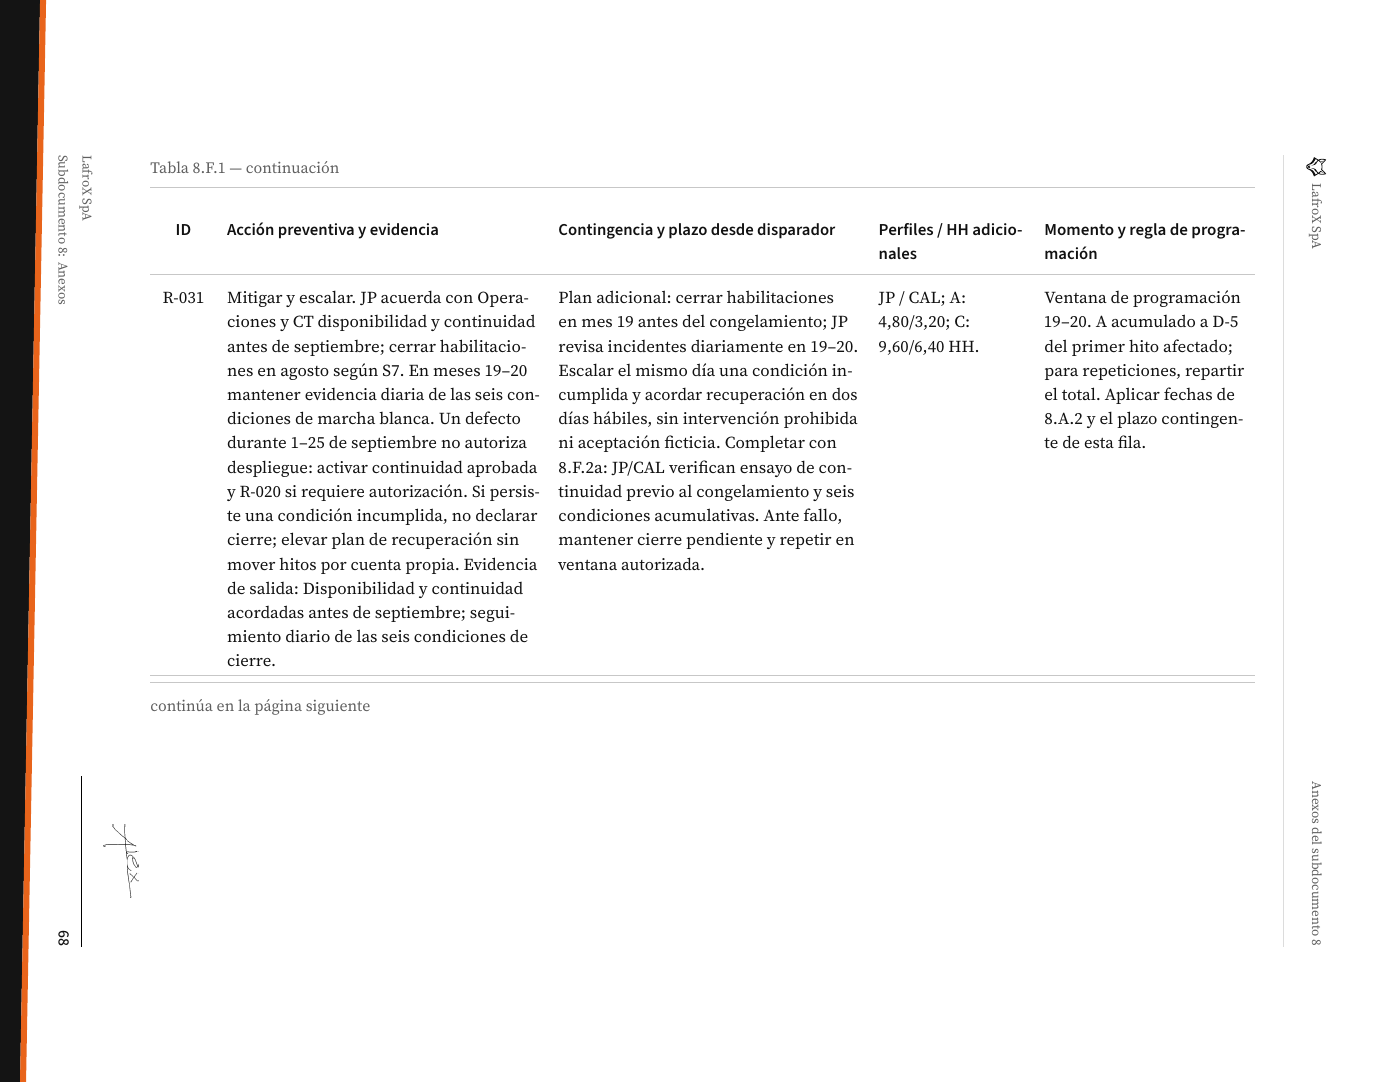 LafroX SpA
Anexos del subdocumento 8
Tabla 8.F.1 — continuación
ID
Acción preventiva y evidencia
Contingencia y plazo desde disparador
Perfiles / HH adicio-
nales
Momento y regla de progra-
mación
R-031
Mitigar y escalar. JP acuerda con Opera-
ciones y CT disponibilidad y continuidad
antes de septiembre; cerrar habilitacio-
nes en agosto según S7. En meses 19–20
mantener evidencia diaria de las seis con-
diciones de marcha blanca. Un defecto
durante 1–25 de septiembre no autoriza
despliegue: activar continuidad aprobada
y R-020 si requiere autorización. Si persis-
te una condición incumplida, no declarar
cierre; elevar plan de recuperación sin
mover hitos por cuenta propia. Evidencia
de salida: Disponibilidad y continuidad
acordadas antes de septiembre; segui-
miento diario de las seis condiciones de
cierre.
Plan adicional: cerrar habilitaciones
en mes 19 antes del congelamiento; JP
revisa incidentes diariamente en 19–20.
Escalar el mismo día una condición in-
cumplida y acordar recuperación en dos
días hábiles, sin intervención prohibida
ni aceptación ficticia. Completar con
8.F.2a: JP/CAL verifican ensayo de con-
tinuidad previo al congelamiento y seis
condiciones acumulativas. Ante fallo,
mantener cierre pendiente y repetir en
ventana autorizada.
JP / CAL; A:
4,80/3,20; C:
9,60/6,40 HH.
Ventana de programación
19–20. A acumulado a D-5
del primer hito afectado;
para repeticiones, repartir
el total. Aplicar fechas de
8.A.2 y el plazo contingen-
te de esta fila.
continúa en la página siguiente
Alex
LafroX SpA
Subdocumento 8: Anexos
68